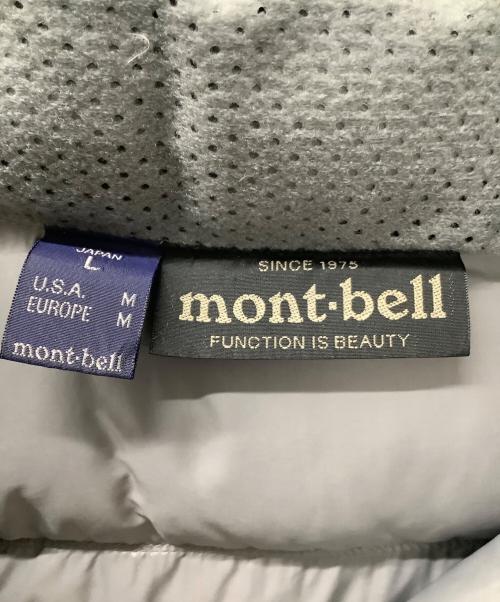 JAPAN
L
U.S.A. M
EUROPE M
mont·bell
SINCE 1975
mont·bell
FUNCTION IS BEAUTY